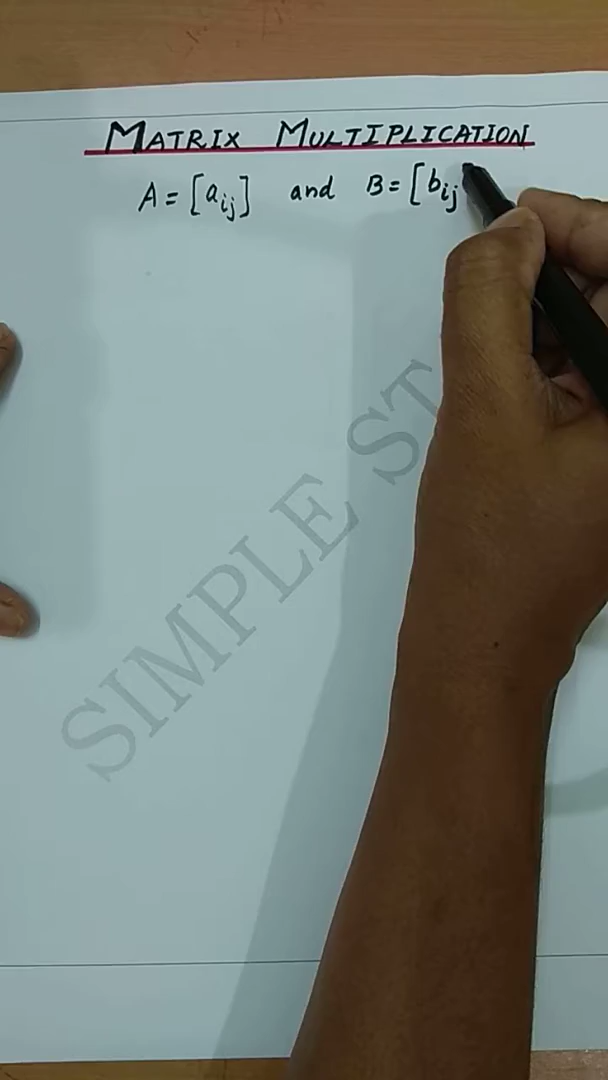 MATRIX MULTIPLICATION
A = [aij] and B = [bij
SIMPLE ST